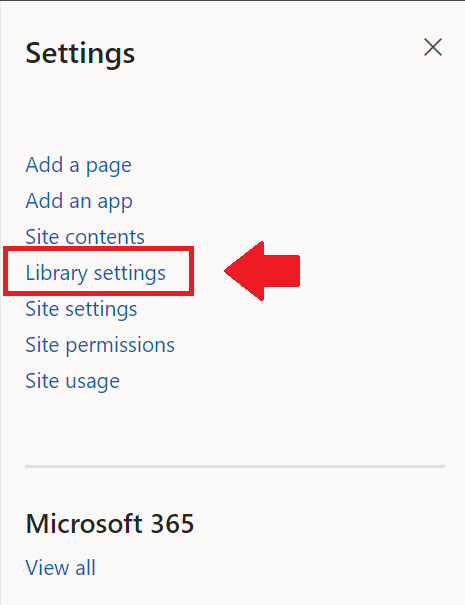 Settings
Add a page
Add an app
Site contents
Library settings
Site settings
Site permissions
Site usage
Microsoft 365
View all